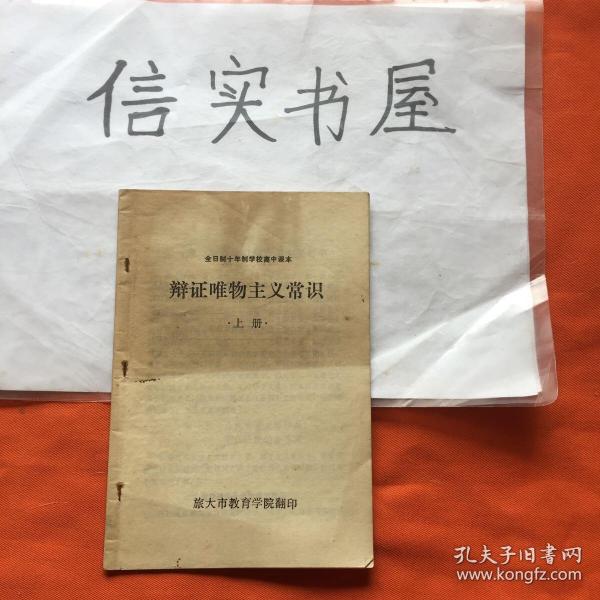 信实书屋
全日制十年制学校高中课本
辩证唯物主义常识
·上册·
旅大市教育学院翻印
孔夫子旧书网
www.kongfz.com